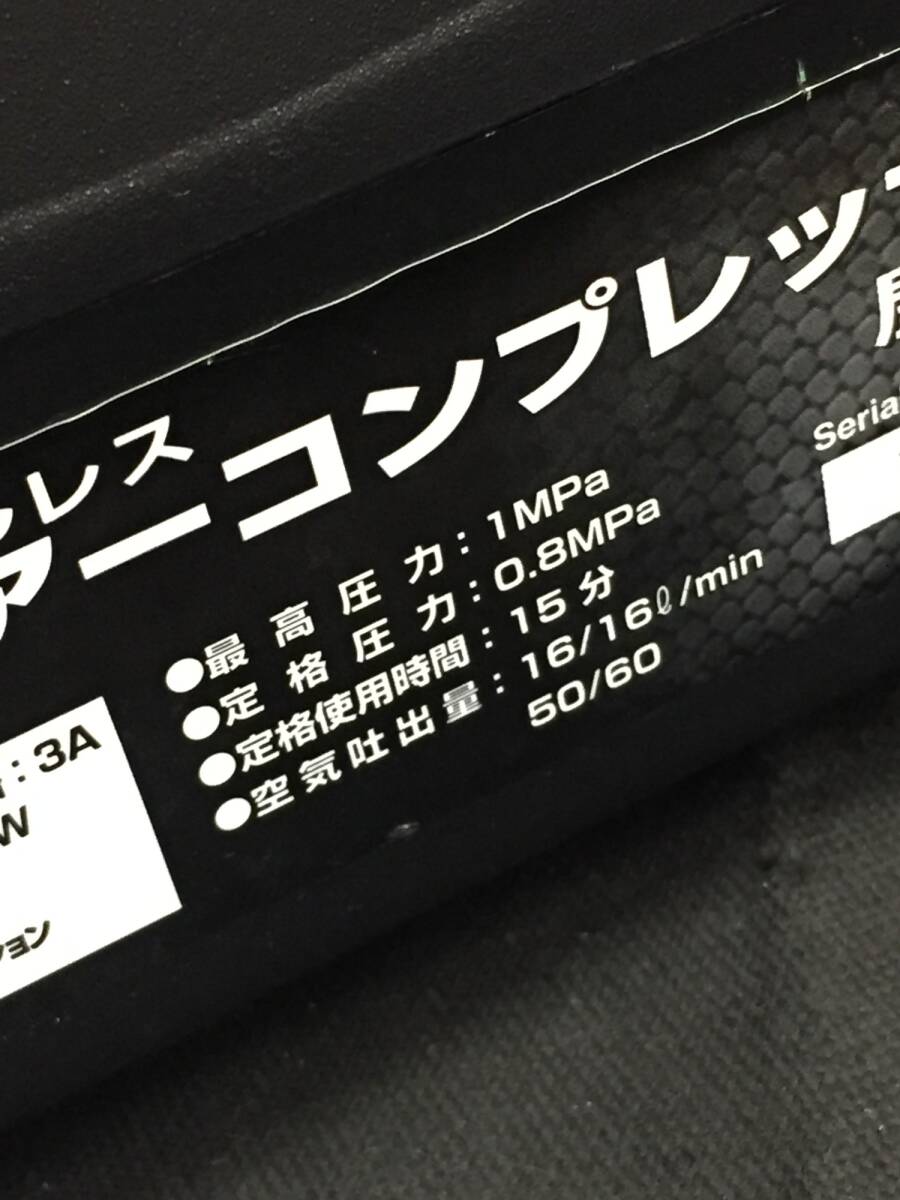 レス
アーコンプレッ
Seria
●最高圧力：1MPa
●定格圧力：0.8MPa
●定格使用時間：15分
●空気吐出量：16/16ℓ/min
50/60
：3A
W
ョン